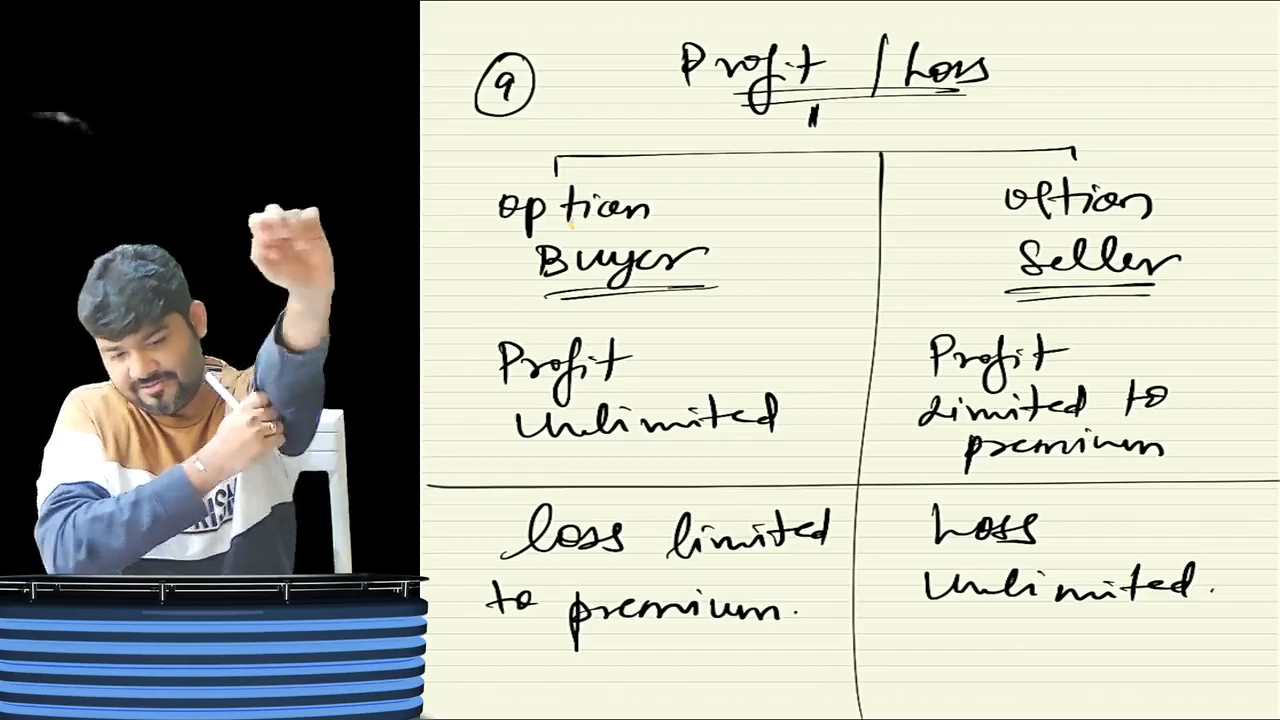 9
Profit / Loss
option
Buyer
Profit
Unlimited
loss limited
to premium.
option
Seller
Profit
Limited to
premium
Loss
Unlimited.